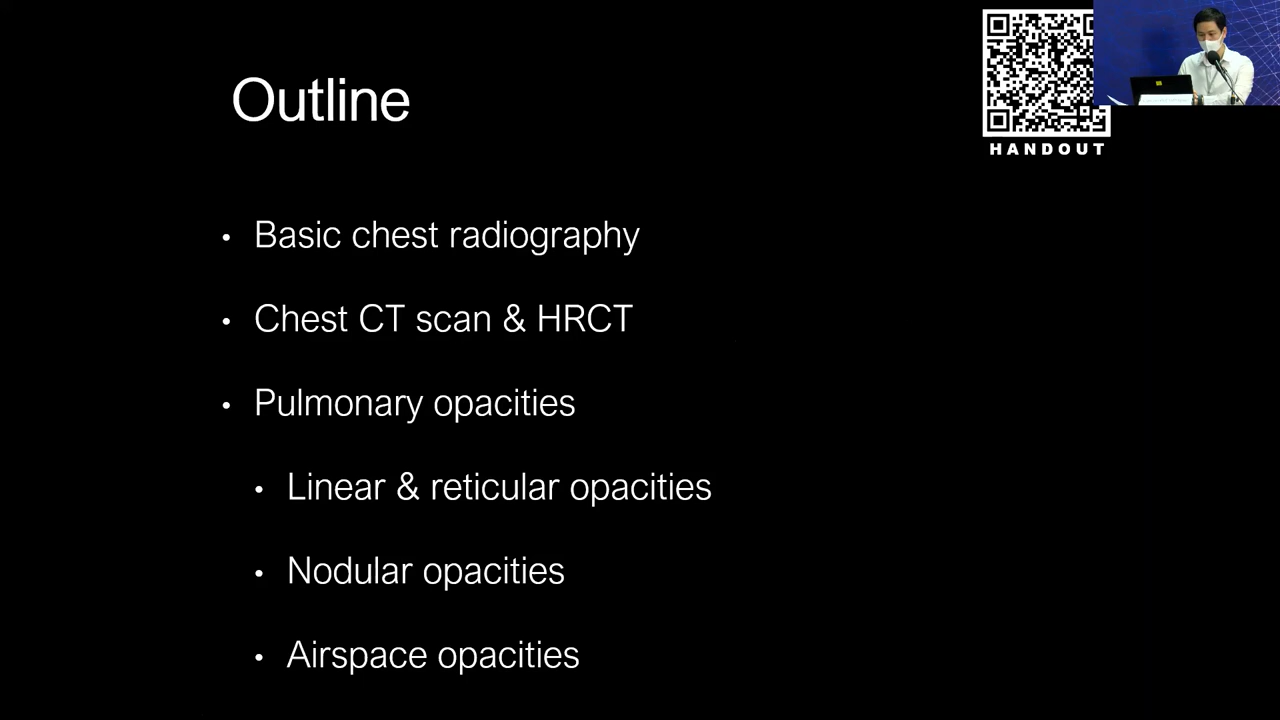 Outline
HANDOUT
• Basic chest radiography
• Chest CT scan & HRCT
• Pulmonary opacities
• Linear & reticular opacities
• Nodular opacities
• Airspace opacities